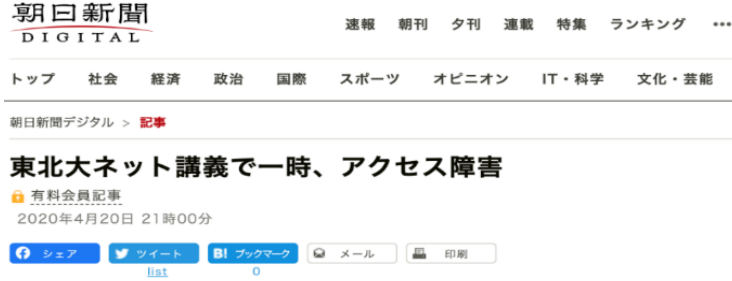 朝日新聞
DIGITAL
速報 朝刊 夕刊 連載 特集 ランキング •••
トップ 社会 経済 政治 国際 スポーツ オピニオン IT・科学 文化・芸能
朝日新聞デジタル > 記事
東北大ネット講義で一時、アクセス障害
有料会員記事
2020年4月20日 21時00分
シェア ツイート B! ブックマーク メール 印刷
list 0